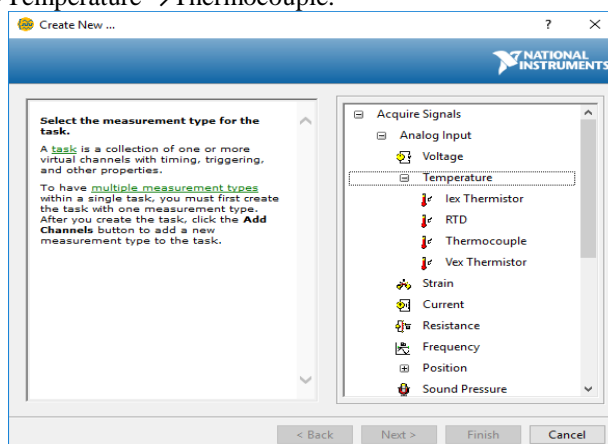 Temperature → Thermocouple.
Create New ...
? ×
NATIONAL
INSTRUMENTS
Select the measurement type for the
task.
A task is a collection of one or more
virtual channels with timing, triggering,
and other properties.
To have multiple measurement types
within a single task, you must first create
the task with one measurement type.
After you create the task, click the Add
Channels button to add a new
measurement type to the task.
Acquire Signals
Analog Input
Voltage
Temperature
Iex Thermistor
RTD
Thermocouple
Vex Thermistor
Strain
Current
Resistance
Frequency
Position
Sound Pressure
< Back
Next >
Finish
Cancel